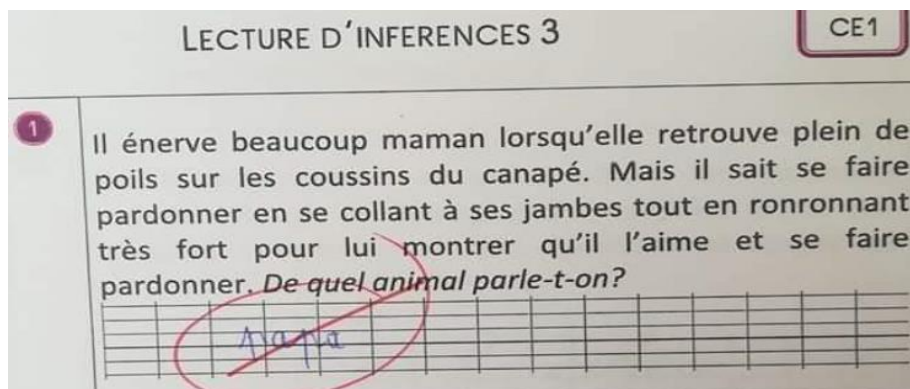 LECTURE D'INFERENCES 3
CE1
1
Il énerve beaucoup maman lorsqu'elle retrouve plein de
poils sur les coussins du canapé. Mais il sait se faire
pardonner en se collant à ses jambes tout en ronronnant
très fort pour lui montrer qu'il l'aime et se faire
pardonner. De quel animal parle-t-on?
papa